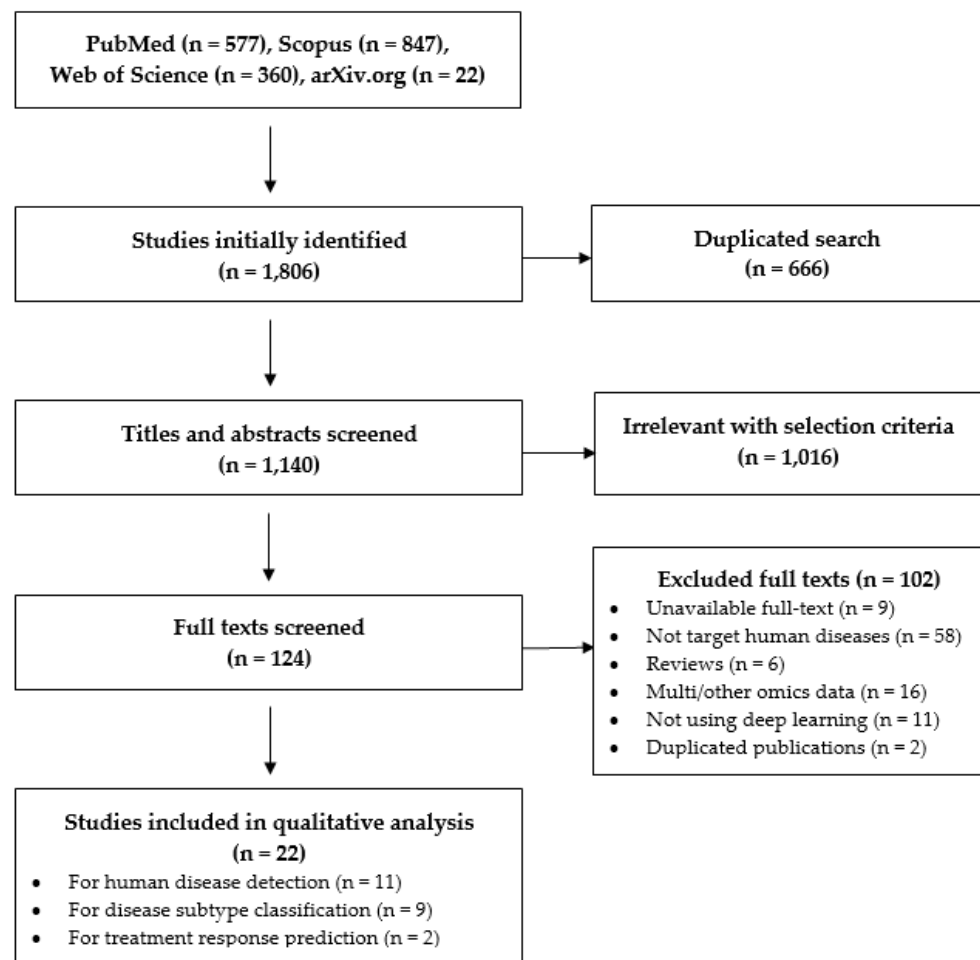 PubMed (n = 577), Scopus (n = 847),
Web of Science (n = 360), arXiv.org (n = 22)
Studies initially identified
(n = 1,806)
Duplicated search
(n = 666)
Titles and abstracts screened
(n = 1,140)
Irrelevant with selection criteria
(n = 1,016)
Full texts screened
(n = 124)
Excluded full texts (n = 102)
• Unavailable full-text (n = 9)
• Not target human diseases (n = 58)
• Reviews (n = 6)
• Multi/other omics data (n = 16)
• Not using deep learning (n = 11)
• Duplicated publications (n = 2)
Studies included in qualitative analysis
(n = 22)
• For human disease detection (n = 11)
• For disease subtype classification (n = 9)
• For treatment response prediction (n = 2)